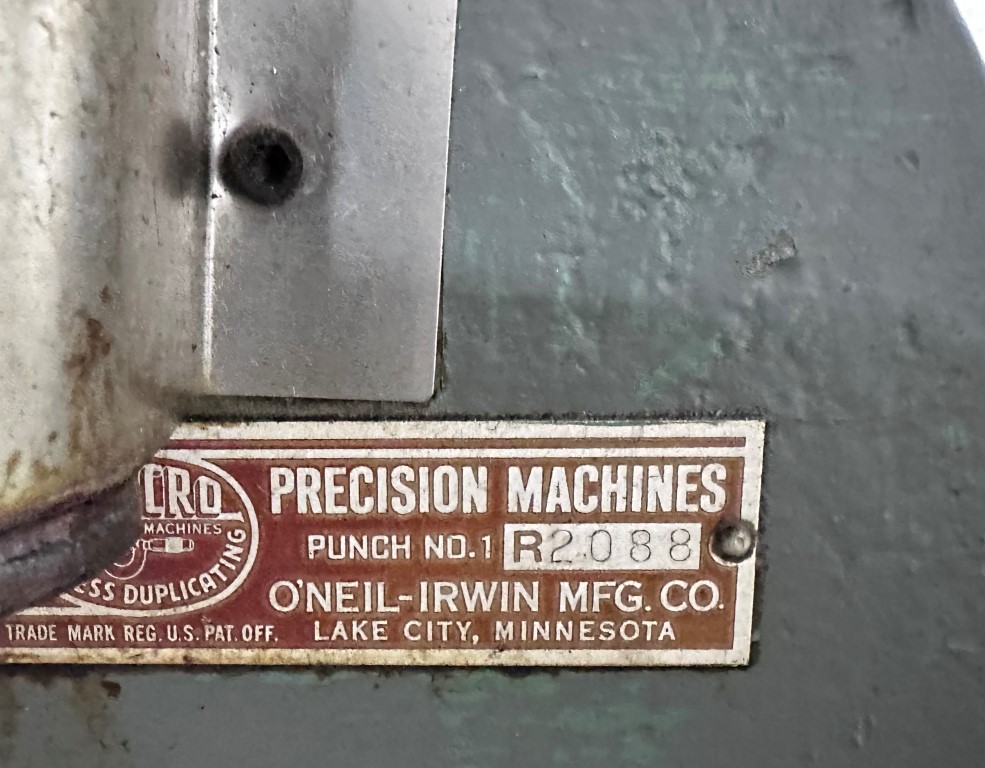 PRECISION MACHINES
MACHINES
PUNCH NO. 1 R2088
DUPLICATING
O'NEIL-IRWIN MFG. CO.
TRADE MARK REG. U.S. PAT. OFF. LAKE CITY, MINNESOTA